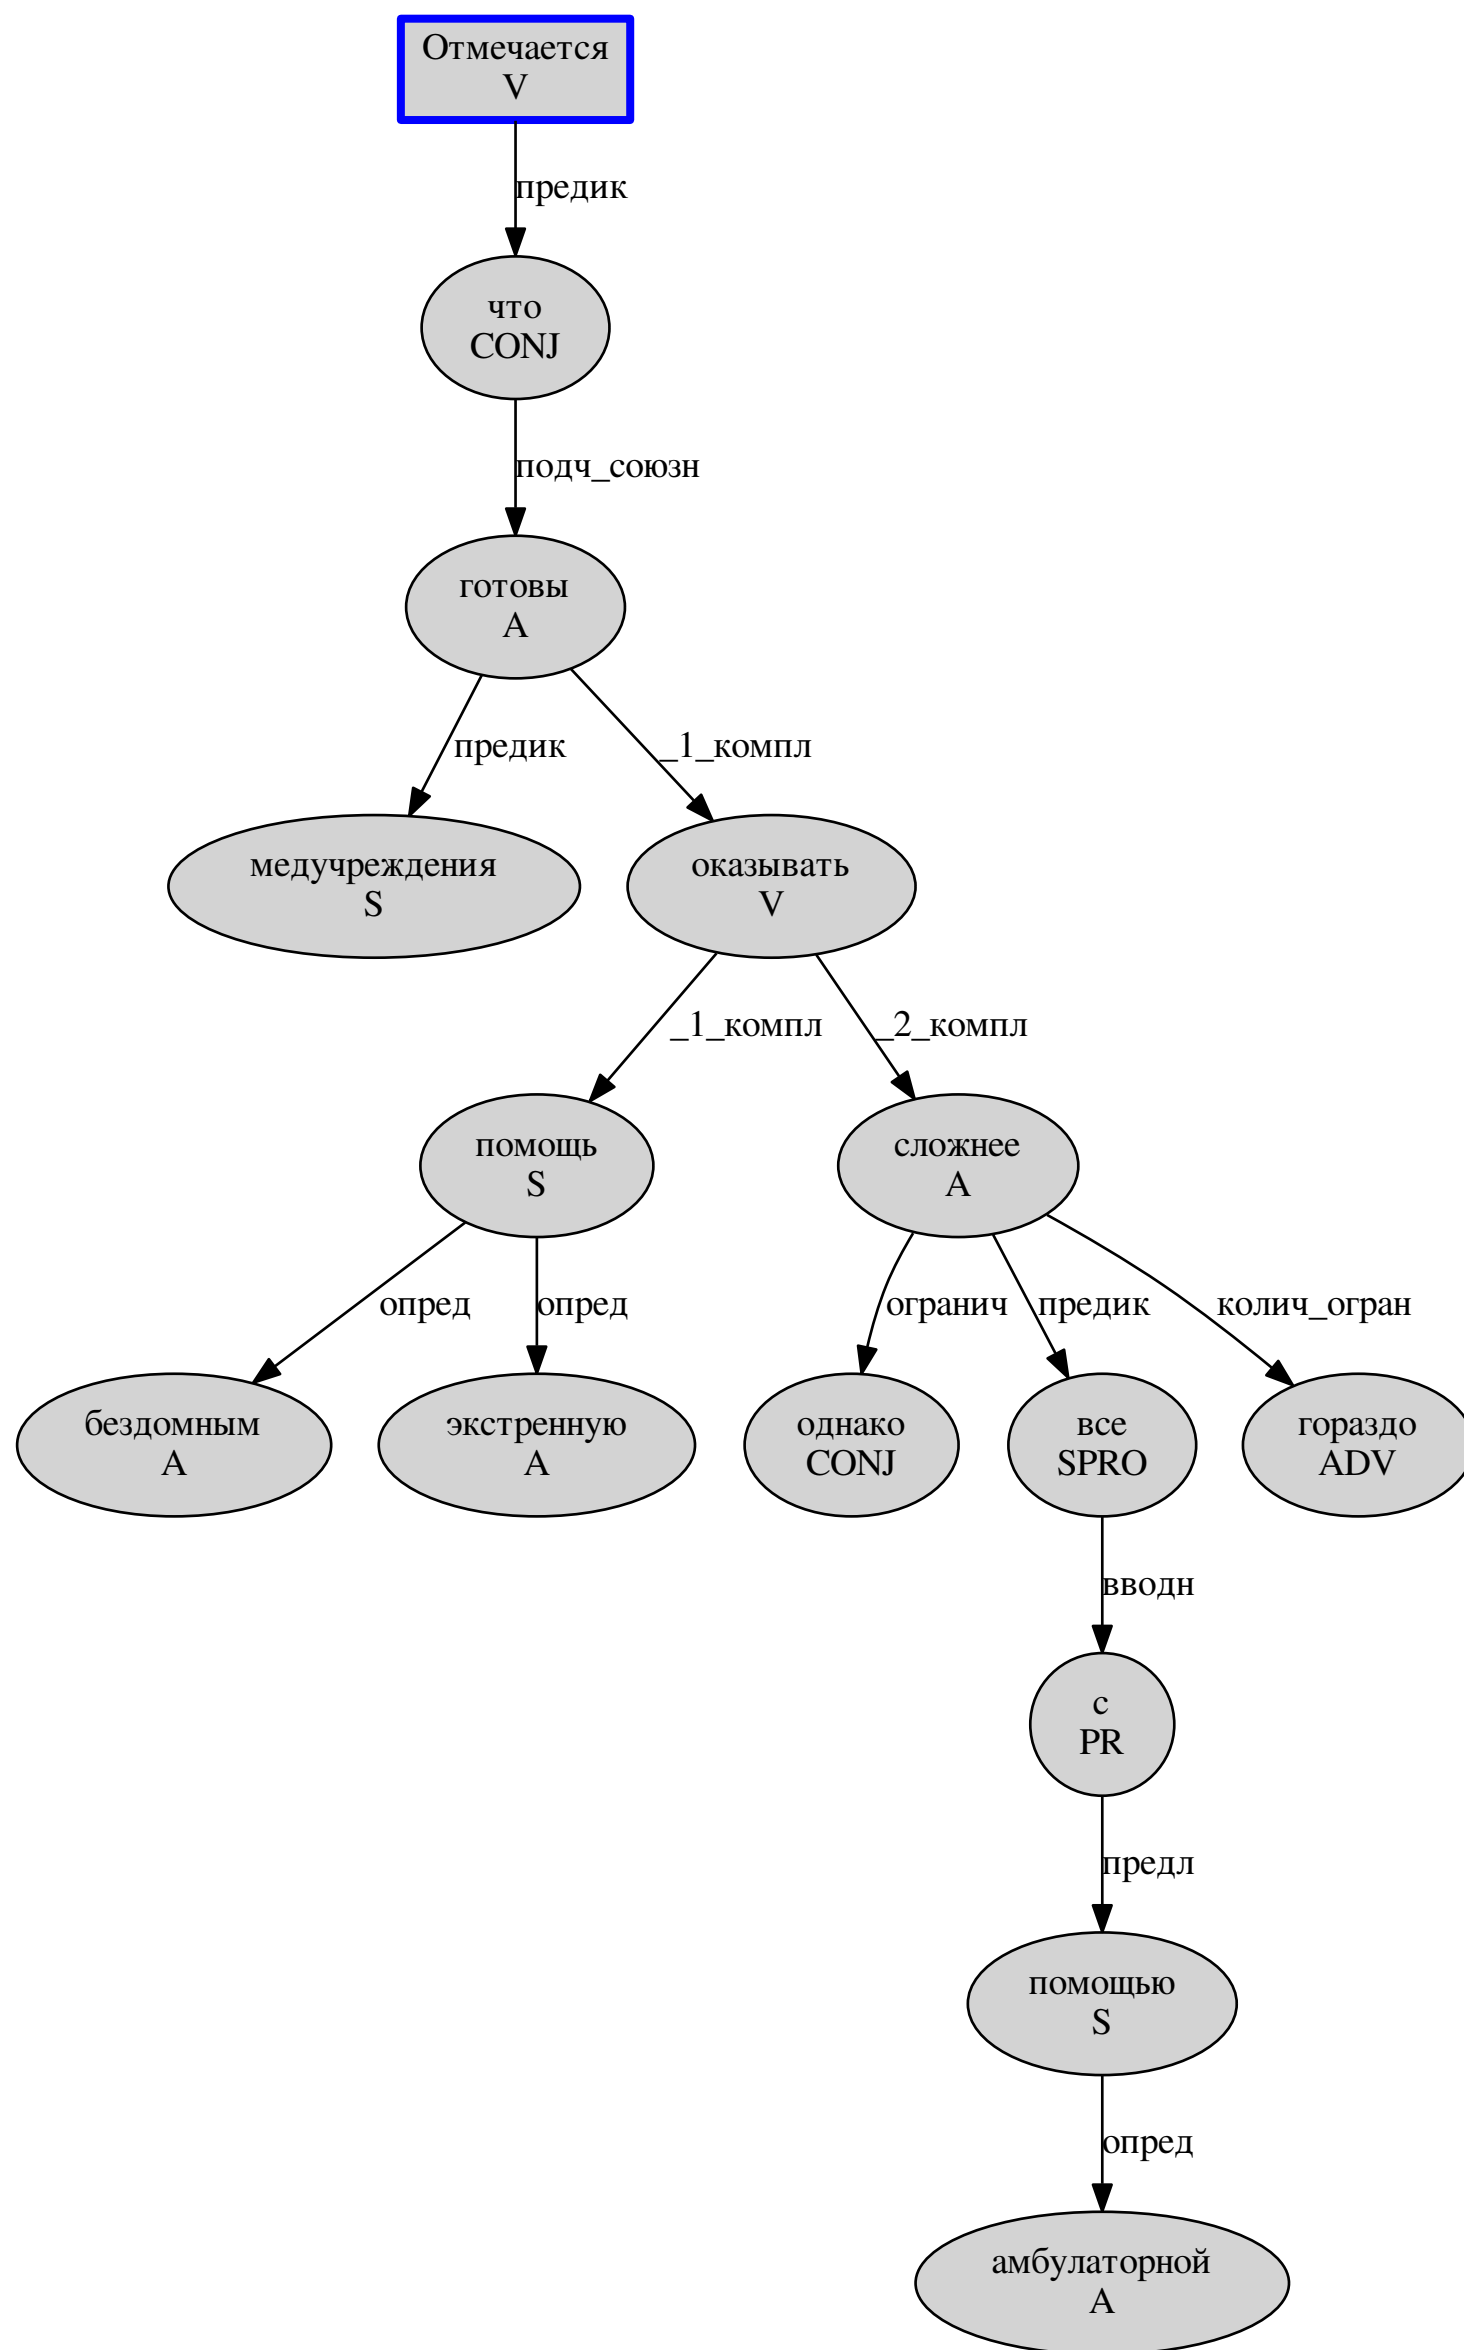 Отмечается
V
предик
что
CONJ
подч_союзн
готовы
A
предик
_1_компл
медучреждения
S
оказывать
V
_1_компл
_2_компл
помощь
S
сложнее
A
опред
опред
огранич
предик
колич_огран
бездомным
A
экстренную
A
однако
CONJ
все
SPRO
гораздо
ADV
вводн
с
PR
предл
помощью
S
опред
амбулаторной
A